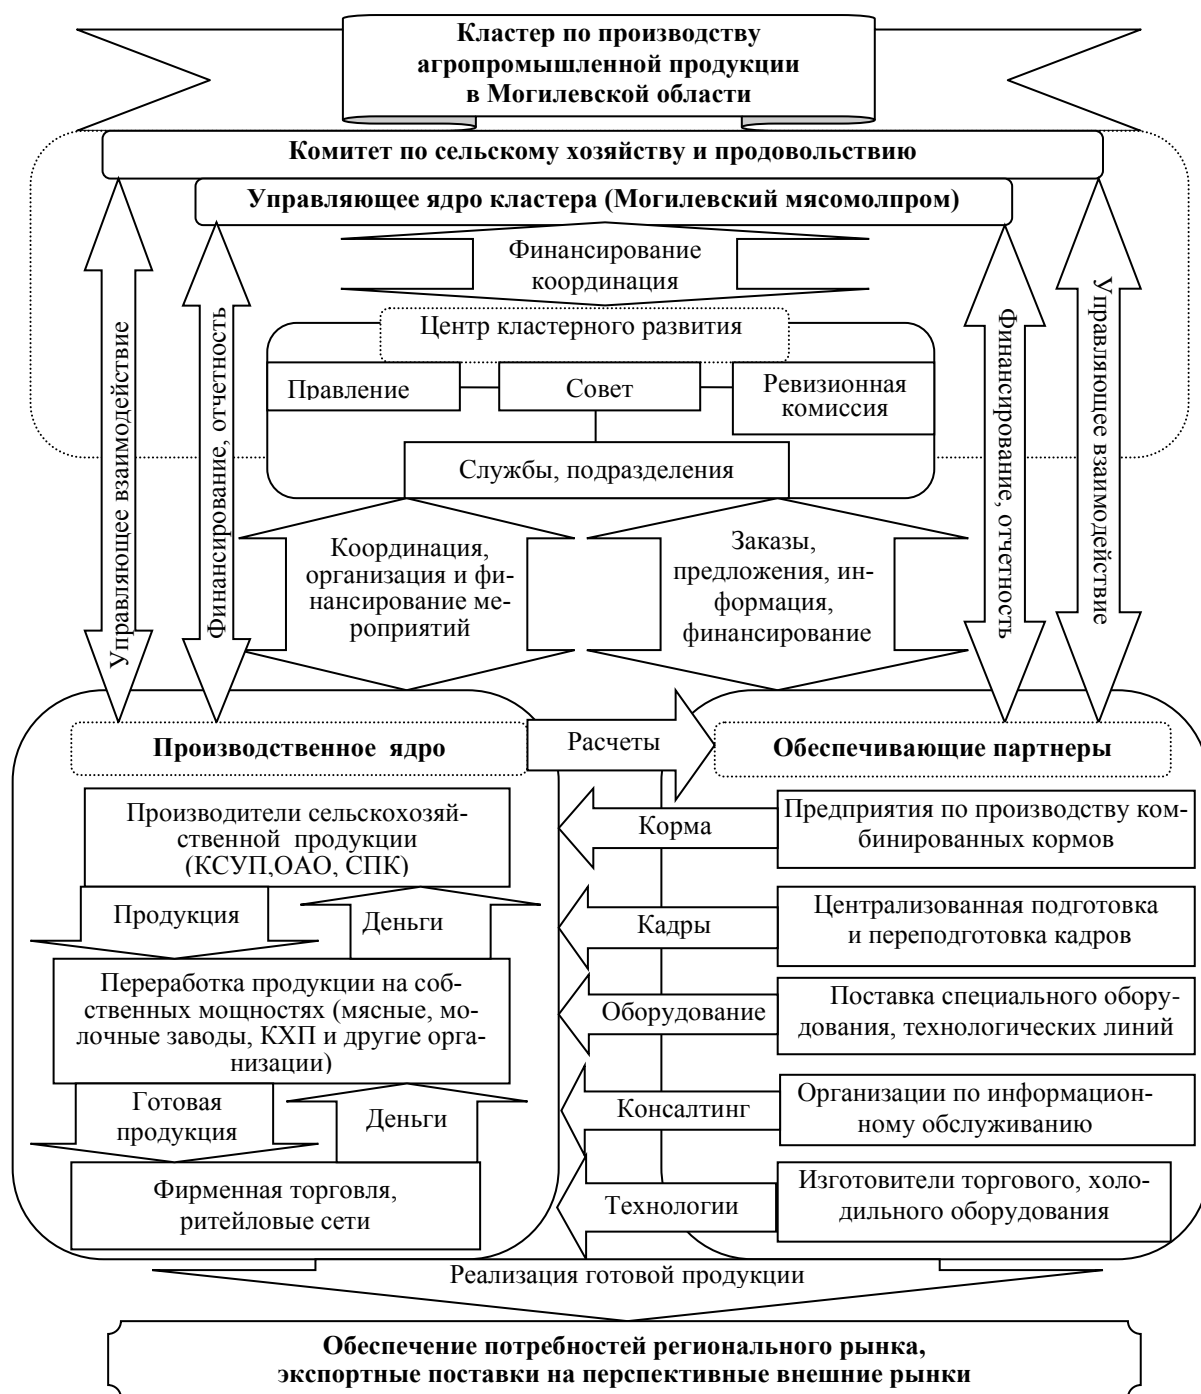 Кластер по производству
агропромышленной продукции
в Могилевской области
Комитет по сельскому хозяйству и продовольствию
Управляющее ядро кластера (Могилевский мясомолпром)
Финансирование
координация
Центр кластерного развития
Правление
Совет
Ревизионная
комиссия
Службы, подразделения
Управляющее взаимодействие
Финансирование, отчетность
Финансирование, отчетность
Управляющее взаимодействие
Координация,
организация и фи-
нансирование ме-
роприятий
Заказы,
предложения, ин-
формация,
финансирование
Производственное ядро
Расчеты
Обеспечивающие партнеры
Производители сельскохозяй-
ственной продукции
(КСУП,ОАО, СПК)
Корма
Предприятия по производству ком-
бинированных кормов
Продукция
Деньги
Кадры
Централизованная подготовка
и переподготовка кадров
Переработка продукции на соб-
ственных мощностях (мясные, мо-
лочные заводы, КХП и другие орга-
низации)
Оборудование
Поставка специального обору-
дования, технологических линий
Готовая
продукция
Деньги
Консалтинг
Организации по информацион-
ному обслуживанию
Фирменная торговля,
ритейловые сети
Технологии
Изготовители торгового, холо-
дильного оборудования
Реализация готовой продукции
Обеспечение потребностей регионального рынка,
экспортные поставки на перспективные внешние рынки